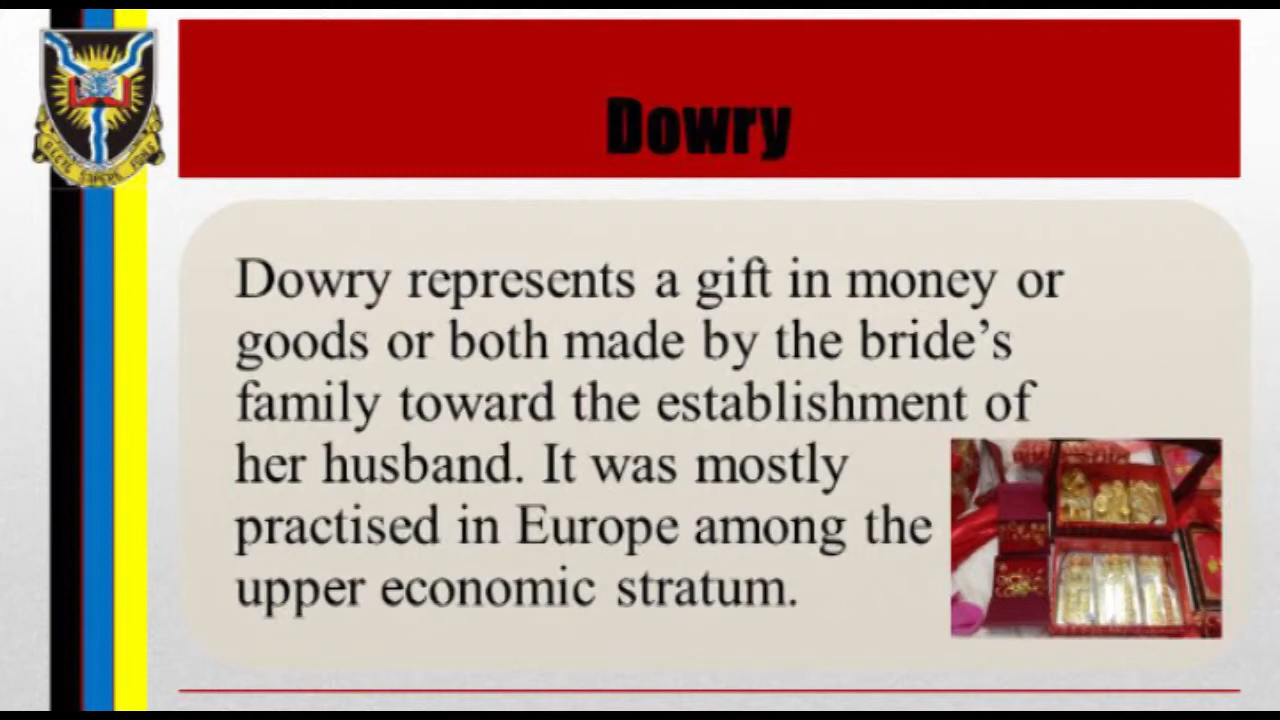 Dowry
Dowry represents a gift in money or
goods or both made by the bride's
family toward the establishment of
her husband. It was mostly
practised in Europe among the
upper economic stratum.